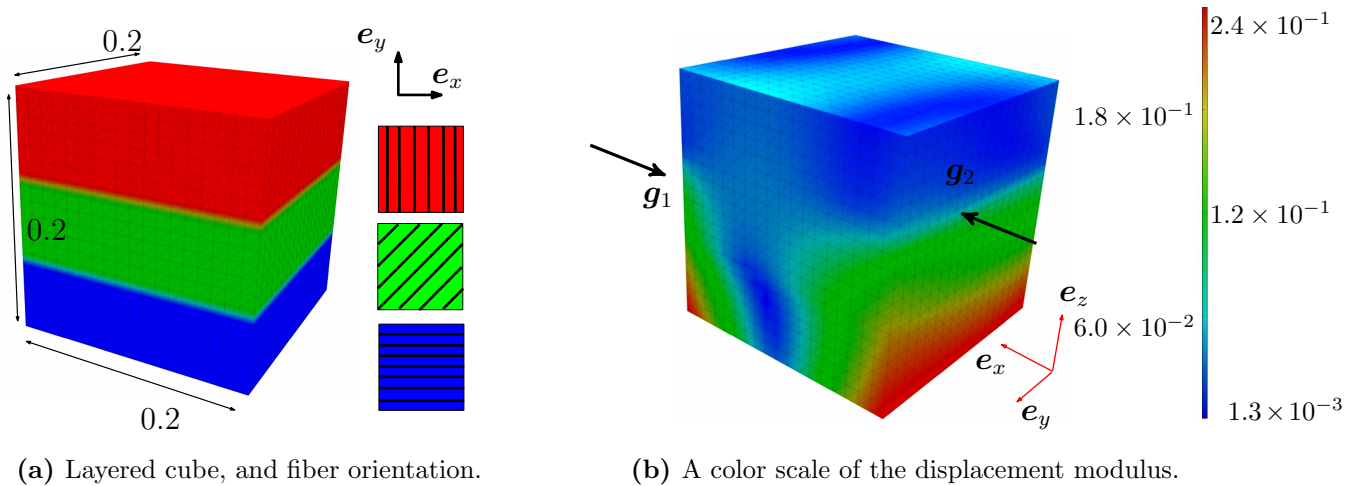 0.2
0.2
0.2
e_y
e_x
(a) Layered cube, and fiber orientation.
g_1
g_2
e_z
e_x
e_y
2.4 × 10^{-1}
1.8 × 10^{-1}
1.2 × 10^{-1}
6.0 × 10^{-2}
1.3 × 10^{-3}
(b) A color scale of the displacement modulus.